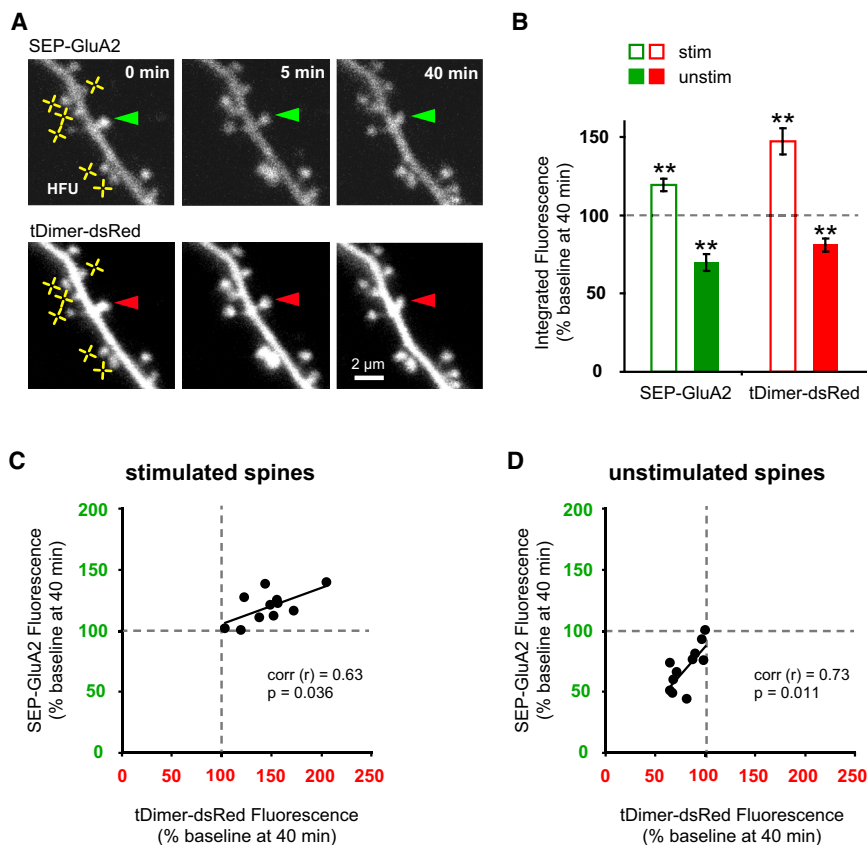 A
SEP-GluA2
0 min
5 min
40 min
HFU
tDimer-dsRed
2 µm
B
stim
unstim
Integrated Fluorescence
(% baseline at 40 min)
150
100
50
0
**
**
**
**
SEP-GluA2
tDimer-dsRed
C
stimulated spines
SEP-GluA2 Fluorescence
(% baseline at 40 min)
200
150
100
50
0
corr (r) = 0.63
p = 0.036
0 50 100 150 200 250
tDimer-dsRed Fluorescence
(% baseline at 40 min)
D
unstimulated spines
SEP-GluA2 Fluorescence
(% baseline at 40 min)
200
150
100
50
0
corr (r) = 0.73
p = 0.011
0 50 100 150 200 250
tDimer-dsRed Fluorescence
(% baseline at 40 min)